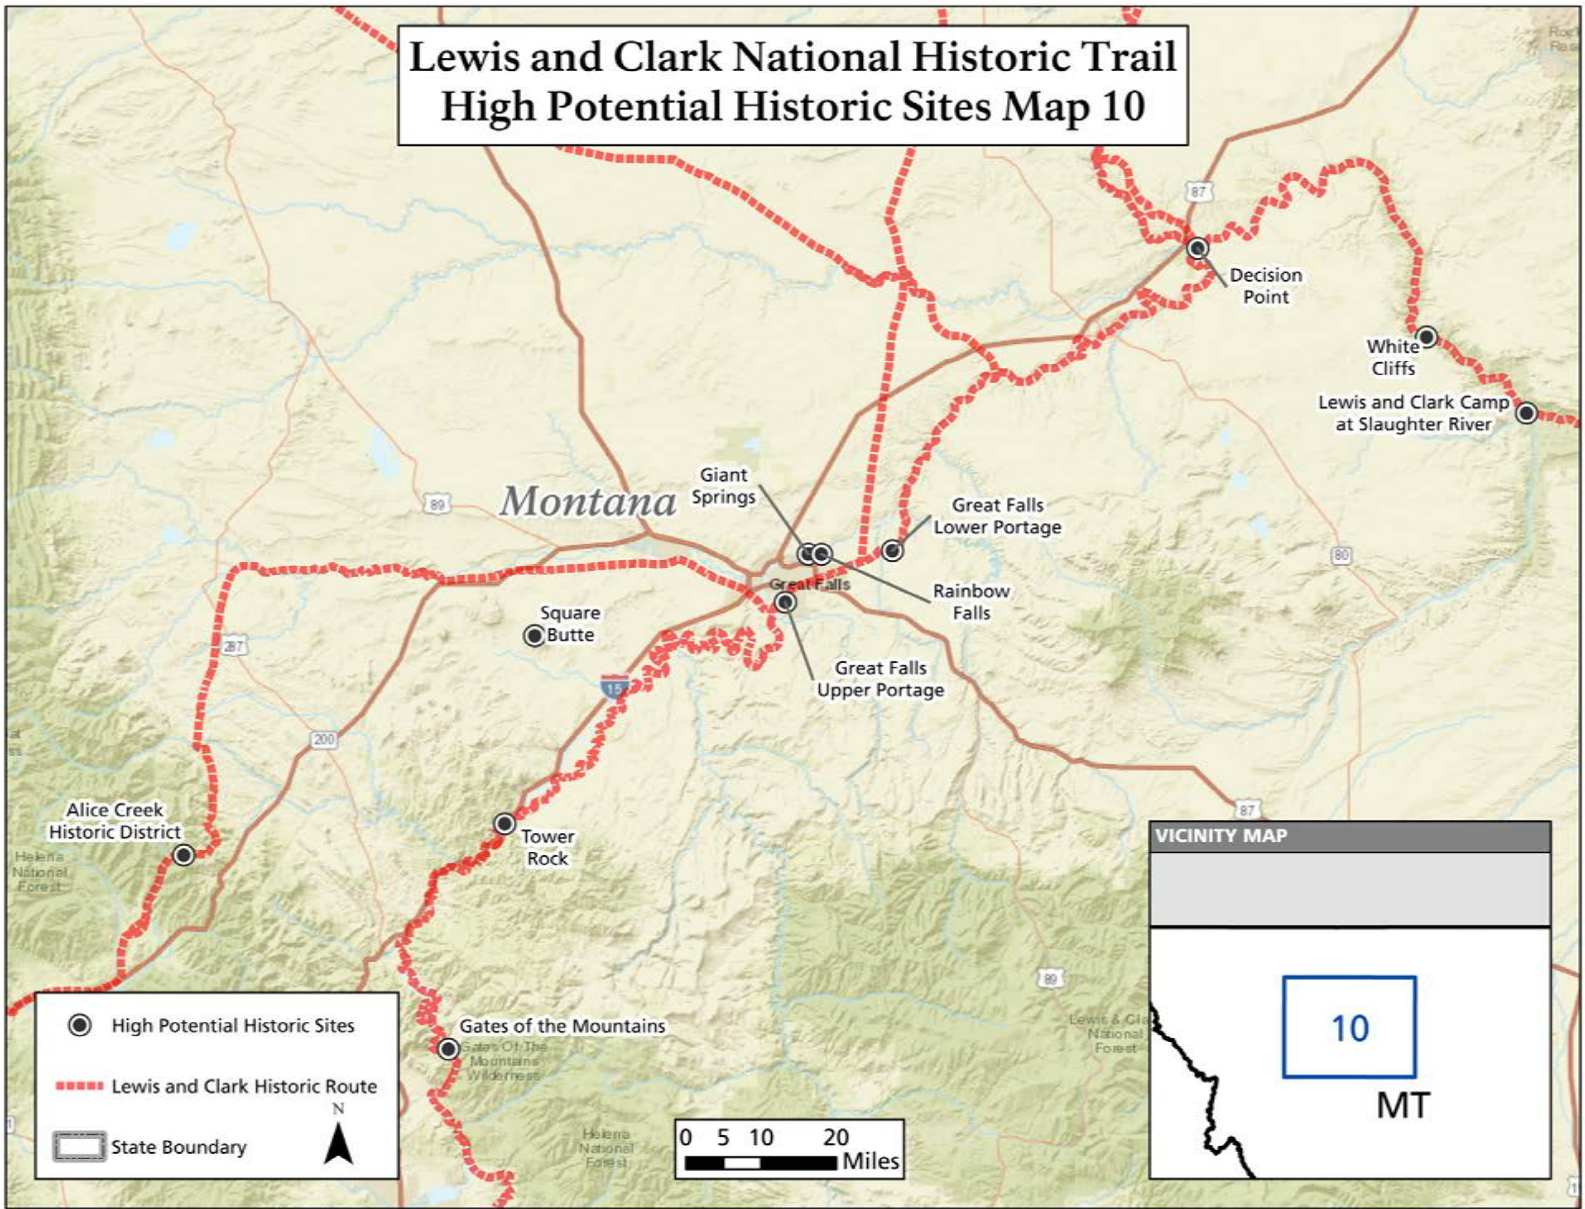 Lewis and Clark National Historic Trail
High Potential Historic Sites Map 10
87
Decision
Point
White
Cliffs
Lewis and Clark Camp
at Slaughter River
Giant
Springs
Montana
89
Great Falls
Lower Portage
80
Great Falls
Rainbow
Falls
Square
Butte
287
Great Falls
Upper Portage
15
200
Alice Creek
Historic District
Helena
National
Forest
Tower
Rock
87
VICINITY MAP
10
MT
89
Lewis & Cla
National
Forest
Gates of the Mountains
Gates Of The
Mountains
Wilderness
High Potential Historic Sites
Lewis and Clark Historic Route
N
State Boundary
Helena
National
Forest
0 5 10 20
Miles